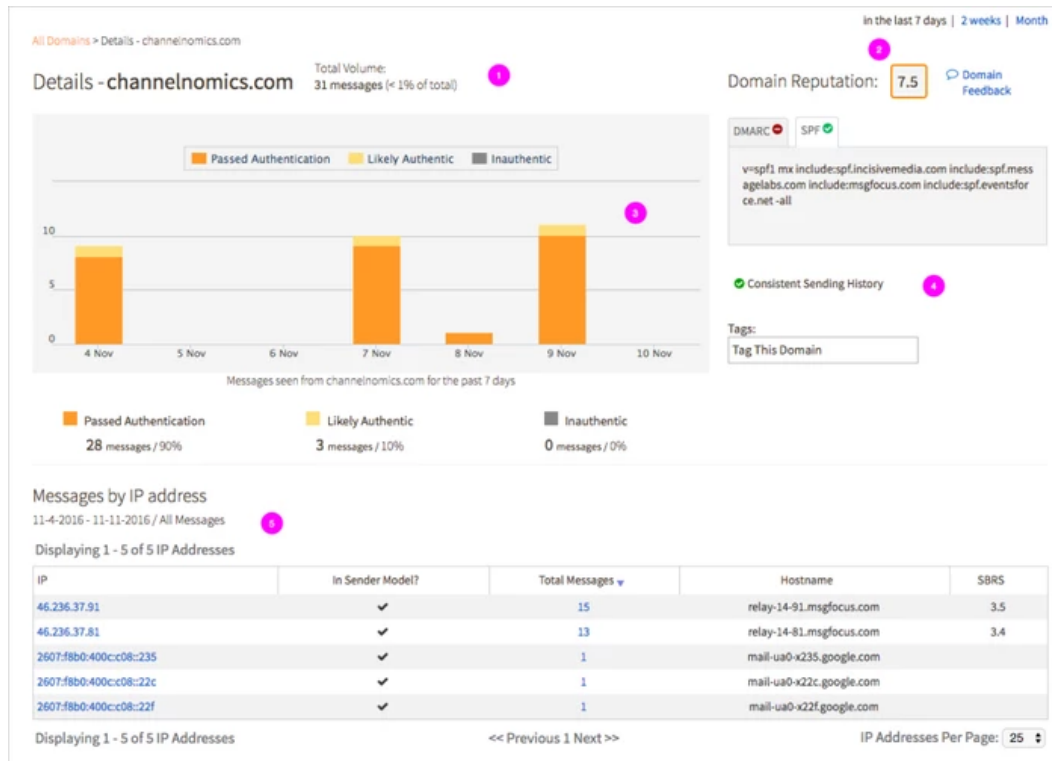 in the last 7 days | 2 weeks | Month
All Domains > Details - channelnomics.com
2
Details - channelnomics.com
Total Volume:
31 messages (< 1% of total)
1
Domain Reputation: 7.5
Domain
Feedback
DMARC SPF
Passed Authentication Likely Authentic Inauthentic
v=spf1 mx include:spf.incisivemedia.com include:spf.mess
agelabs.com include:msgfocus.com include:spf.eventsfor
ce.net -all
3
10
5
0
4 Nov 5 Nov 6 Nov 7 Nov 8 Nov 9 Nov 10 Nov
Messages seen from channelnomics.com for the past 7 days
Consistent Sending History
4
Tags:
Tag This Domain
Passed Authentication
28 messages / 90%
Likely Authentic
3 messages / 10%
Inauthentic
0 messages / 0%
Messages by IP address
11-4-2016 - 11-11-2016 / All Messages
5
Displaying 1 - 5 of 5 IP Addresses
IP In Sender Model? Total Messages Hostname SBRS
46.236.37.91 15 relay-14-91.msgfocus.com 3.5
46.236.37.81 13 relay-14-81.msgfocus.com 3.4
2607:f8b0:400c:c08::235 1 mail-ua0-x235.google.com
2607:f8b0:400c:c08::22c 1 mail-ua0-x22c.google.com
2607:f8b0:400c:c08::22f 1 mail-ua0-x22f.google.com
Displaying 1 - 5 of 5 IP Addresses
<< Previous 1 Next >>
IP Addresses Per Page: 25